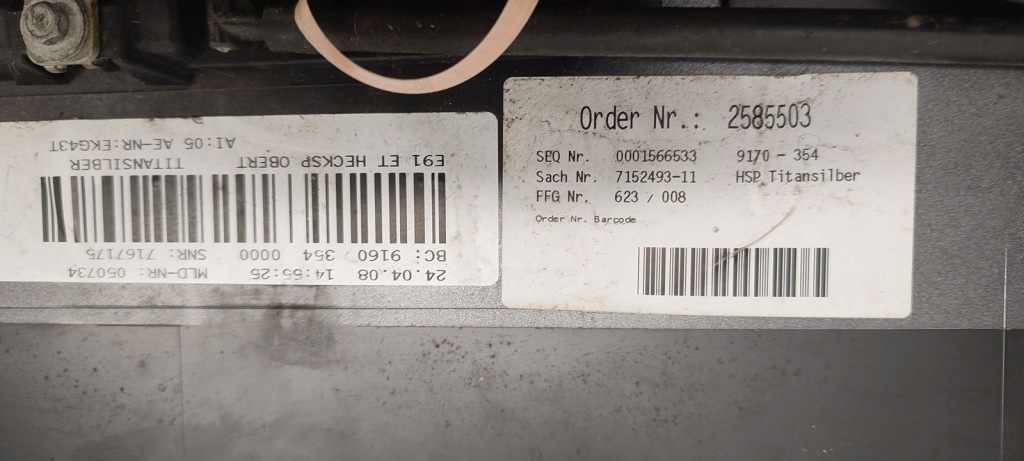 E91 ET HECKSP OBERT TITANSILBER
AI:05 AE-NR:EKG43T
24.04.08 14:55:25 MLD-NR: 050734
BC: 9160 354 0000 SNR: 7167175
Order Nr.: 2585503
SEQ Nr. 0001566533 9170 - 354
Sach Nr. 7152493-11 HSP Titansilber
FFG Nr. 623 / 008
Order Nr. Barcode